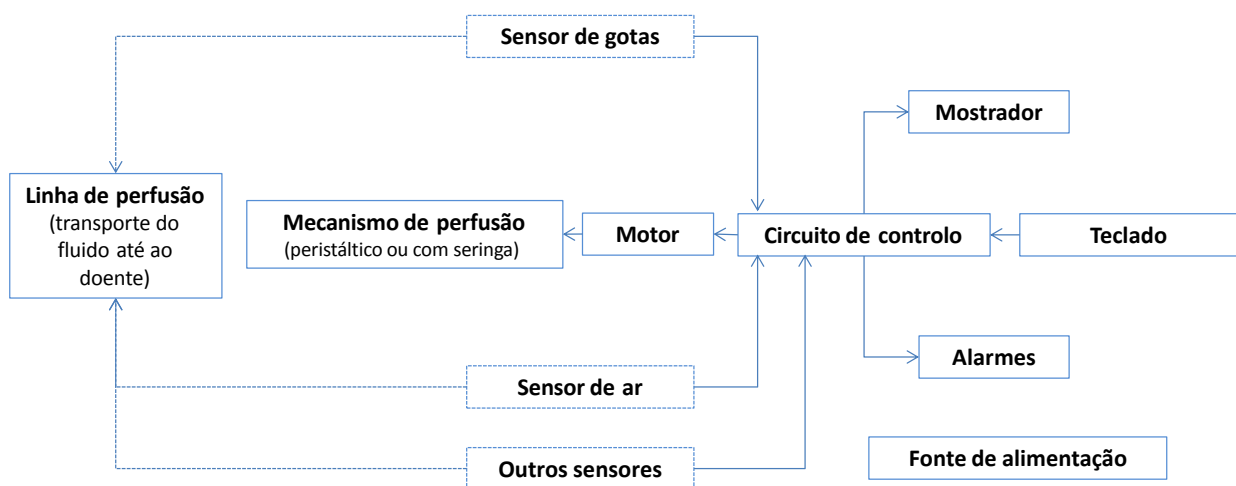 Sensor de gotas
Mostrador
Linha de perfusão
(transporte do
fluido até ao
doente)
Mecanismo de perfusão
(peristáltico ou com seringa)
Motor
Circuito de controlo
Teclado
Alarmes
Sensor de ar
Outros sensores
Fonte de alimentação